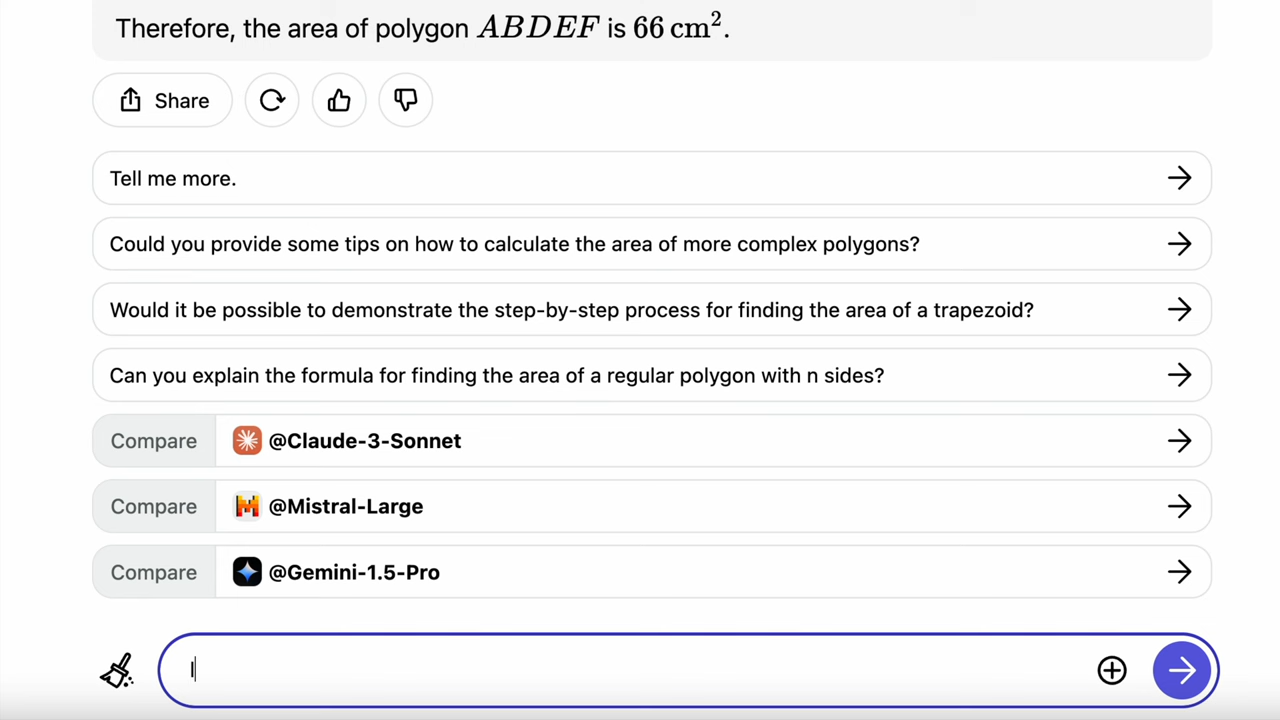 Therefore, the area of polygon ABDEF is 66 cm².
Share
Tell me more.
Could you provide some tips on how to calculate the area of more complex polygons?
Would it be possible to demonstrate the step-by-step process for finding the area of a trapezoid?
Can you explain the formula for finding the area of a regular polygon with n sides?
Compare @Claude-3-Sonnet
Compare @Mistral-Large
Compare @Gemini-1.5-Pro
I